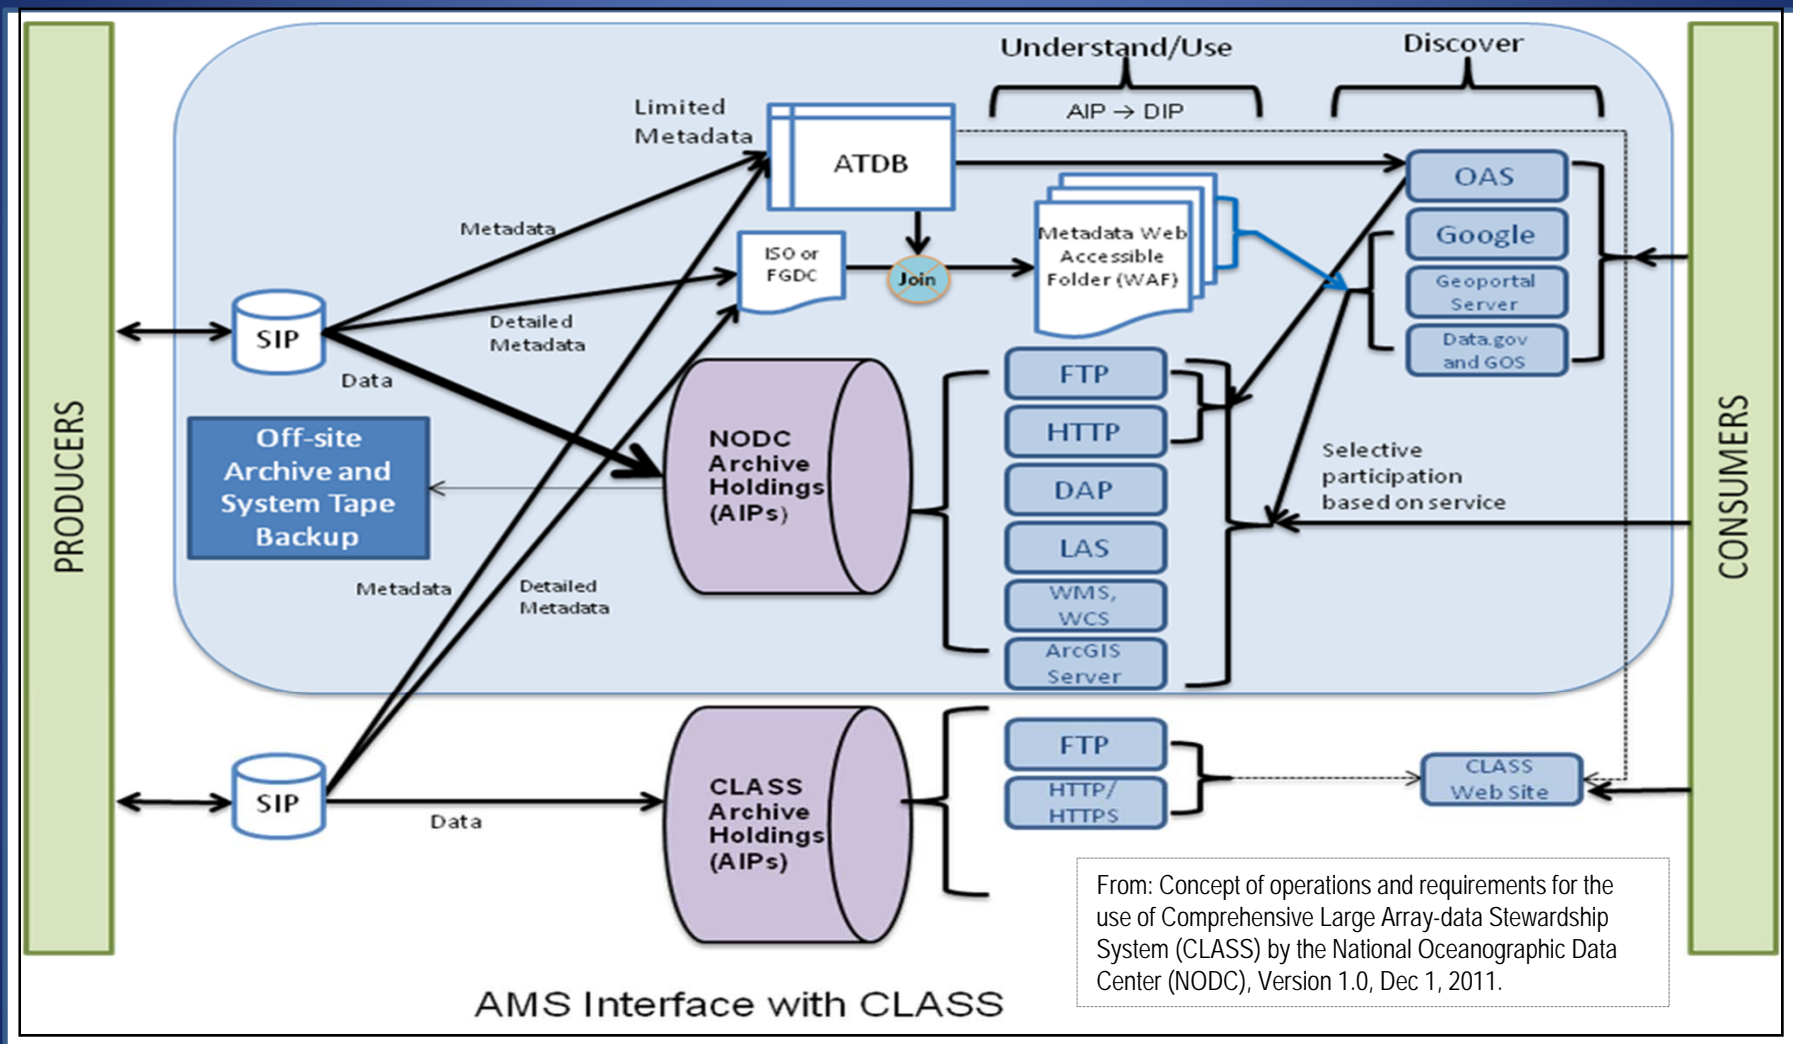 Understand/Use
Discover
AIP → DIP
Limited
Metadata
ATDB
OAS
Google
Geoportal
Server
Data.gov
and GOS
Metadata
ISO or
FGDC
Join
Metadata Web
Accessible
Folder (WAF)
SIP
Detailed
Metadata
Data
PRODUCERS
CONSUMERS
Off-site
Archive and
System Tape
Backup
NODC
Archive
Holdings
(AIPs)
FTP
HTTP
DAP
LAS
WMS,
WCS
ArcGIS
Server
Selective
participation
based on service
Metadata
Detailed
Metadata
SIP
Data
CLASS
Archive
Holdings
(AIPs)
FTP
HTTP/
HTTPS
CLASS
Web Site
From: Concept of operations and requirements for the
use of Comprehensive Large Array-data Stewardship
System (CLASS) by the National Oceanographic Data
Center (NODC), Version 1.0, Dec 1, 2011.
AMS Interface with CLASS